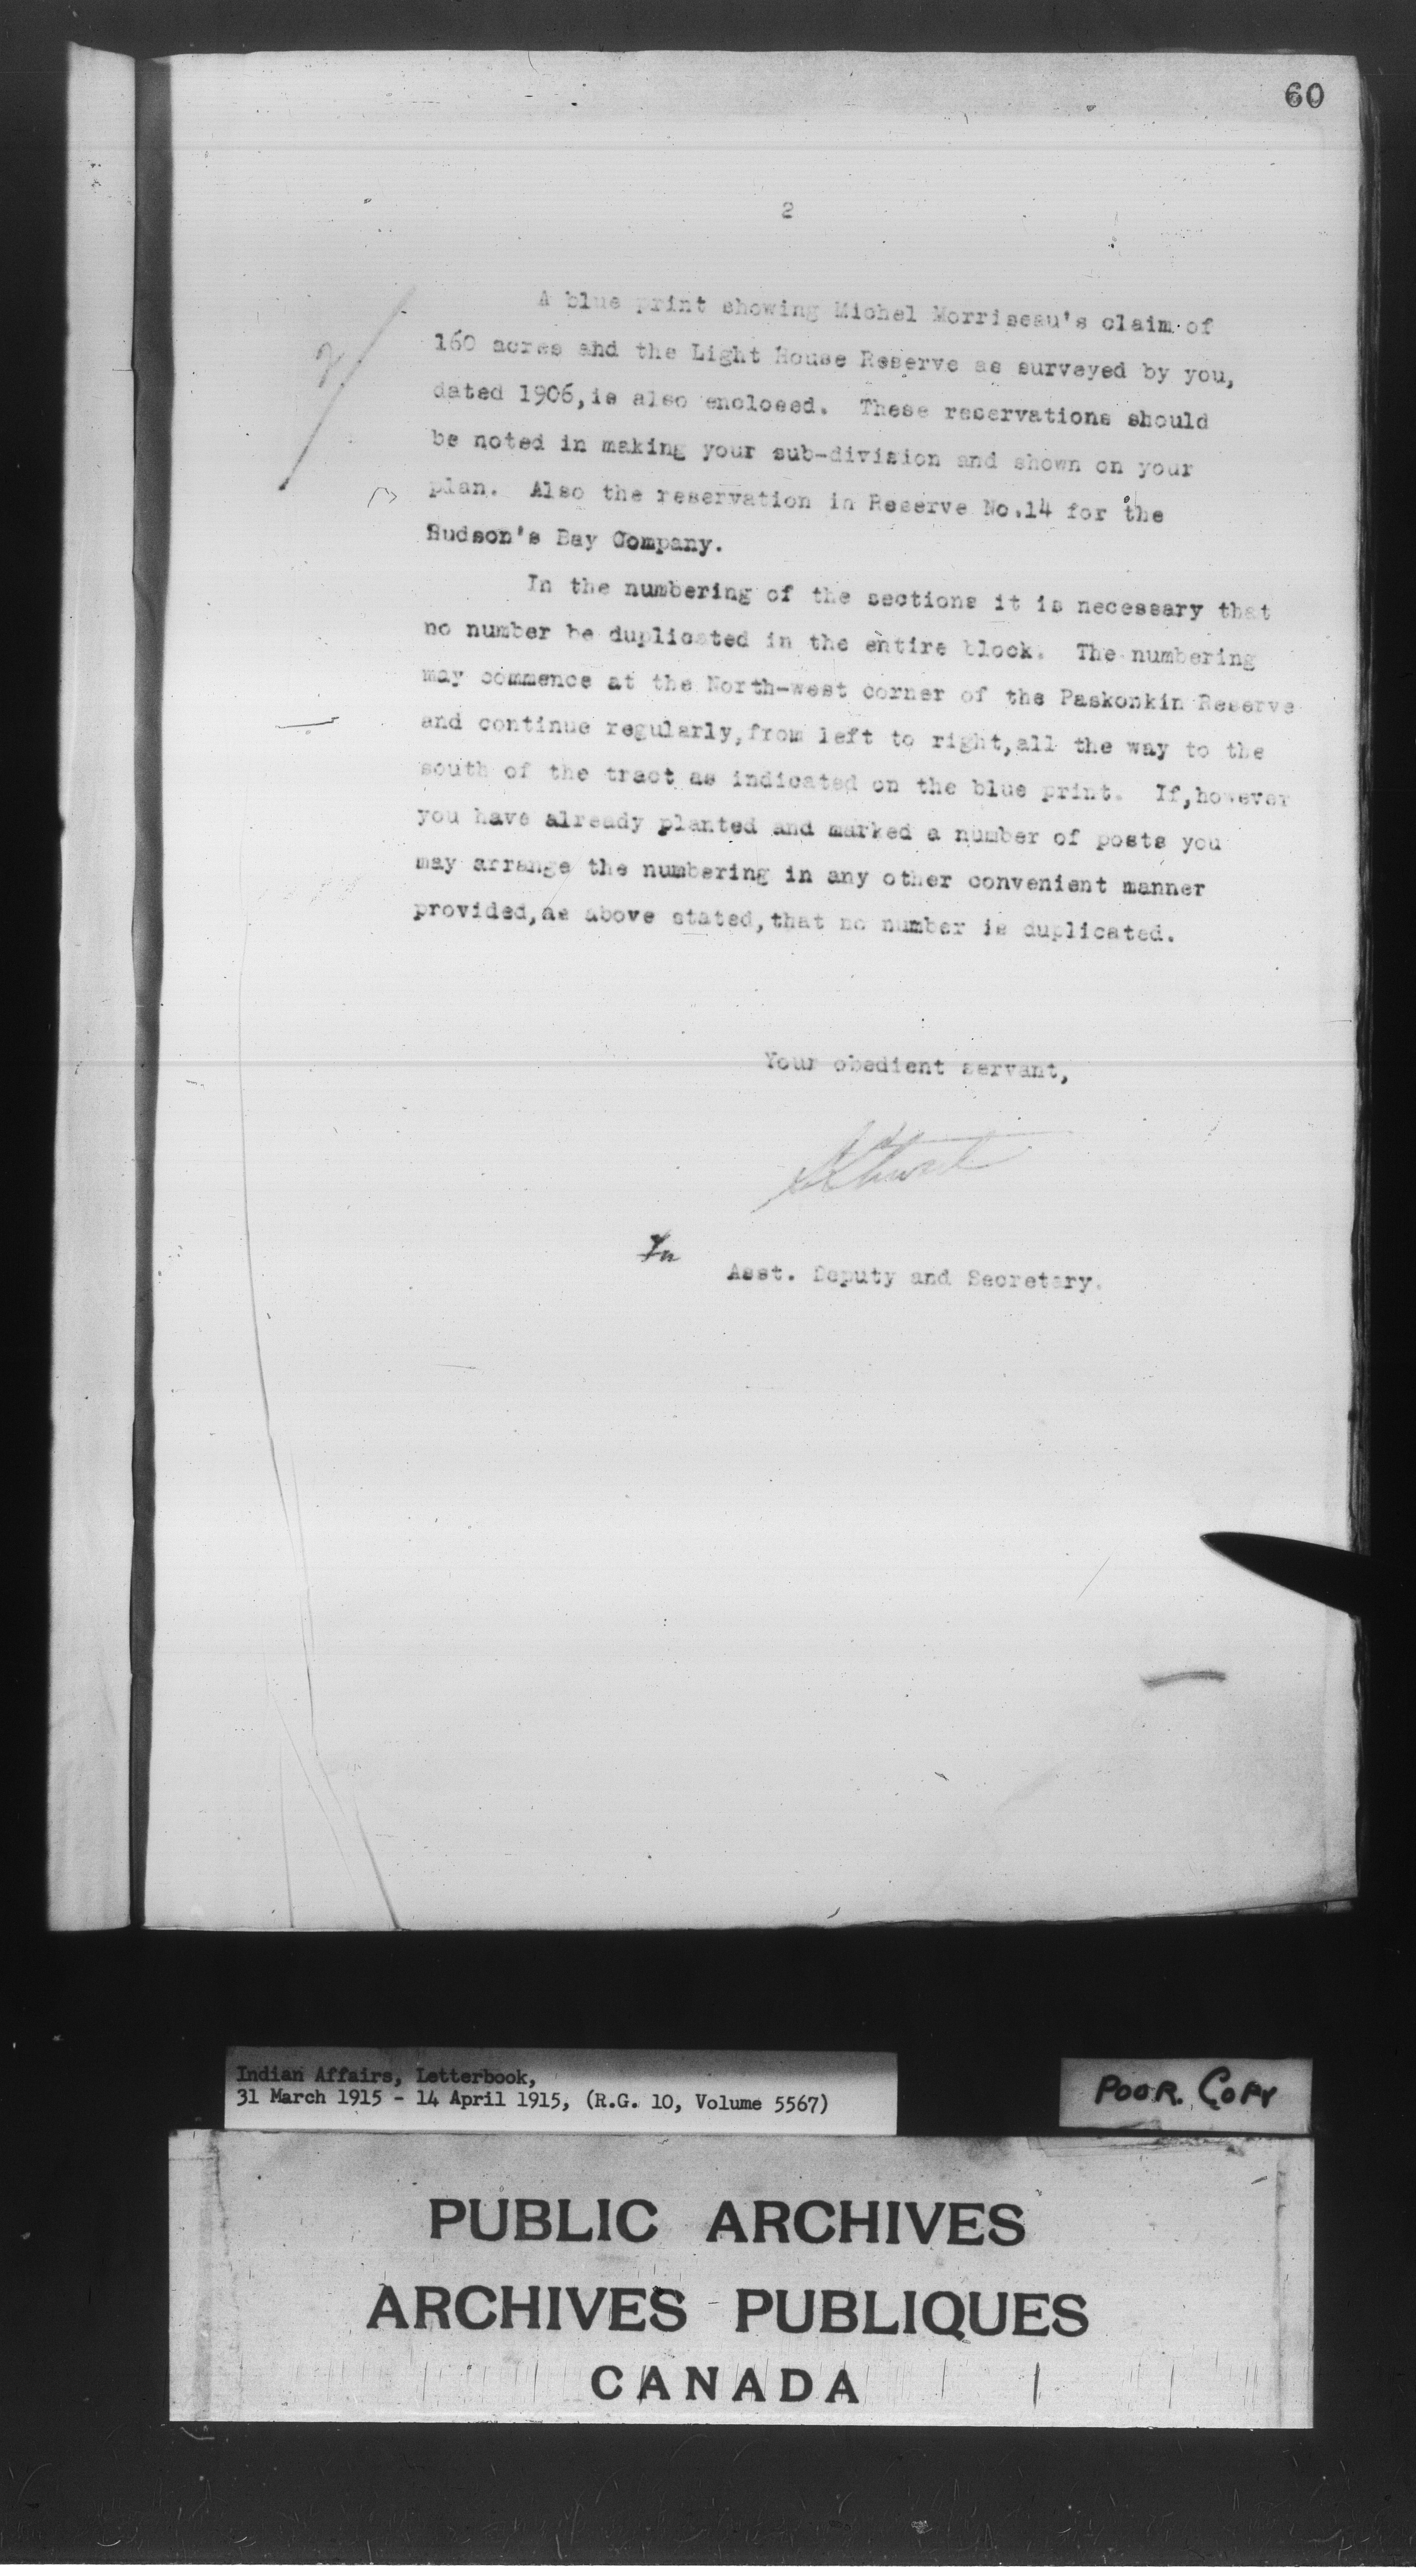 60
2
A blue print showing Michel Morriseau's claim of
160 acres and the Light House Reserve as surveyed by you,
dated 1906,is also enclosed. These reservations should
be noted in making your sub-division and shown on your
plan. Also the reservation in Reserve No.14 for the
Hudson's Bay Company.
In the numbering of the sections it is necessary that
no number be duplicated in the entire block. The numbering
may commence at the North-west corner of the Paskonkin Reserve
and continue regularly,from left to right,all the way to the
south of the tract as indicated on the blue print. If,however
you have already planted and marked a number of posts you
may arrange the numbering in any other convenient manner
provided,as above stated,that no number is duplicated.
Your obedient servant,
Asst. Deputy and Secretary.
Indian Affairs, Letterbook,
31 March 1915 - 14 April 1915, (R.G. 10, Volume 5567)
POOR. COPY
PUBLIC ARCHIVES
ARCHIVES PUBLIQUES
CANADA